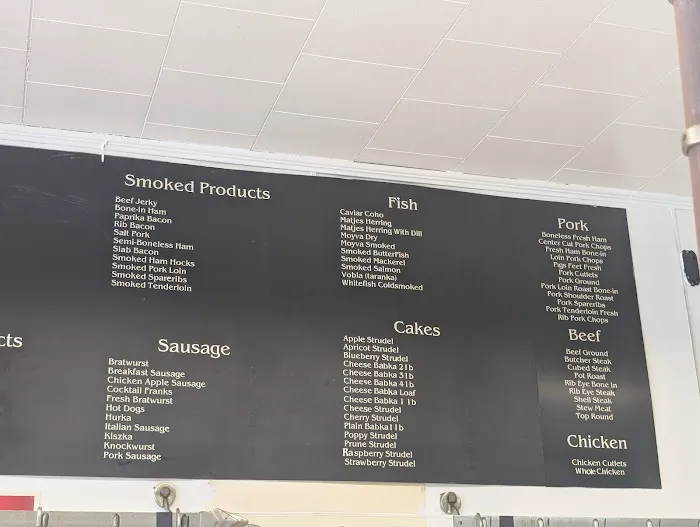 cts
Smoked Products
Beef Jerky
Bone-in Ham
Paprika Bacon
Rib Bacon
Salt Pork
Semi-Boneless Ham
Slab Bacon
Smoked Ham Hocks
Smoked Pork Loin
Smoked Spareribs
Smoked Tenderloin
Sausage
Bratwurst
Breakfast Sausage
Chicken Apple Sausage
Cocktail Franks
Fresh Bratwurst
Hot Dogs
Hurka
Italian Sausage
Kiszka
Knockwurst
Pork Sausage
Fish
Caviar Coho
Matjes Herring
Matjes Herring With Dill
Moyva Dry
Moyva Smoked
Smoked Butterfish
Smoked Mackerel
Smoked Salmon
Vobla (taranka)
Whitefish Coldsmoked
Cakes
Apple Strudel
Apricot Strudel
Blueberry Strudel
Cheese Babka 2 lb
Cheese Babka 3 lb
Cheese Babka 4 lb
Cheese Babka Loaf
Cheese Babka 1 lb
Cheese Strudel
Cherry Strudel
Plain Babka 1 lb
Poppy Strudel
Prune Strudel
Raspberry Strudel
Strawberry Strudel
Pork
Boneless Fresh Ham
Center Cut Pork Chops
Fresh Ham Bone-in
Loin Pork Chops
Pigs Feet Fresh
Pork Cutlets
Pork Ground
Pork Loin Roast Bone-in
Pork Shoulder Roast
Pork Spareribs
Pork Tenderloin Fresh
Rib Pork Chops
Beef
Beef Ground
Butcher Steak
Cubed Steak
Pot Roast
Rib Eye Bone In
Rib Eye Steak
Shell Steak
Stew Meat
Top Round
Chicken
Chicken Cutlets
Whole Chicken